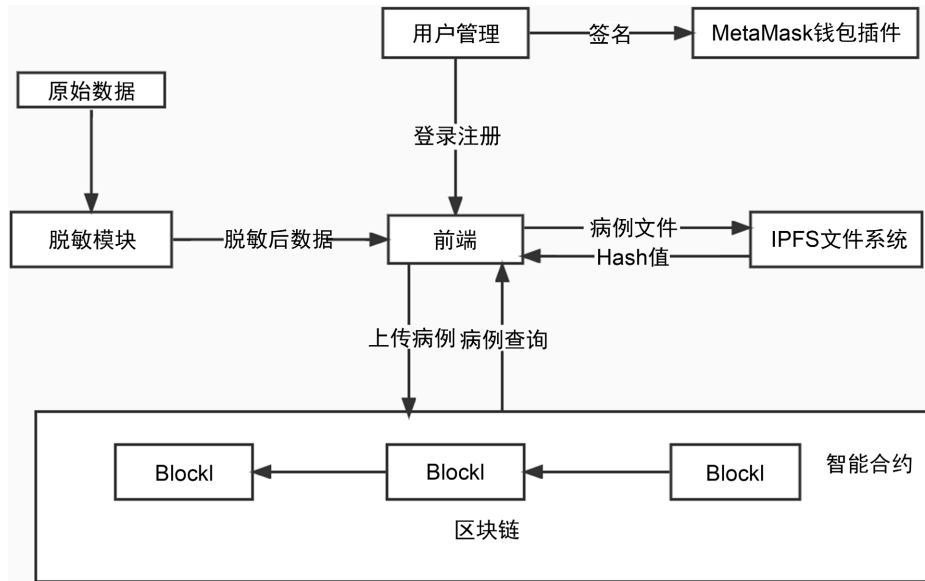 用户管理
签名
MetaMask钱包插件
原始数据
登录注册
脱敏模块
脱敏后数据
前端
病例文件
Hash值
IPFS文件系统
上传病例
病例查询
BlockI
BlockI
BlockI
智能合约
区块链